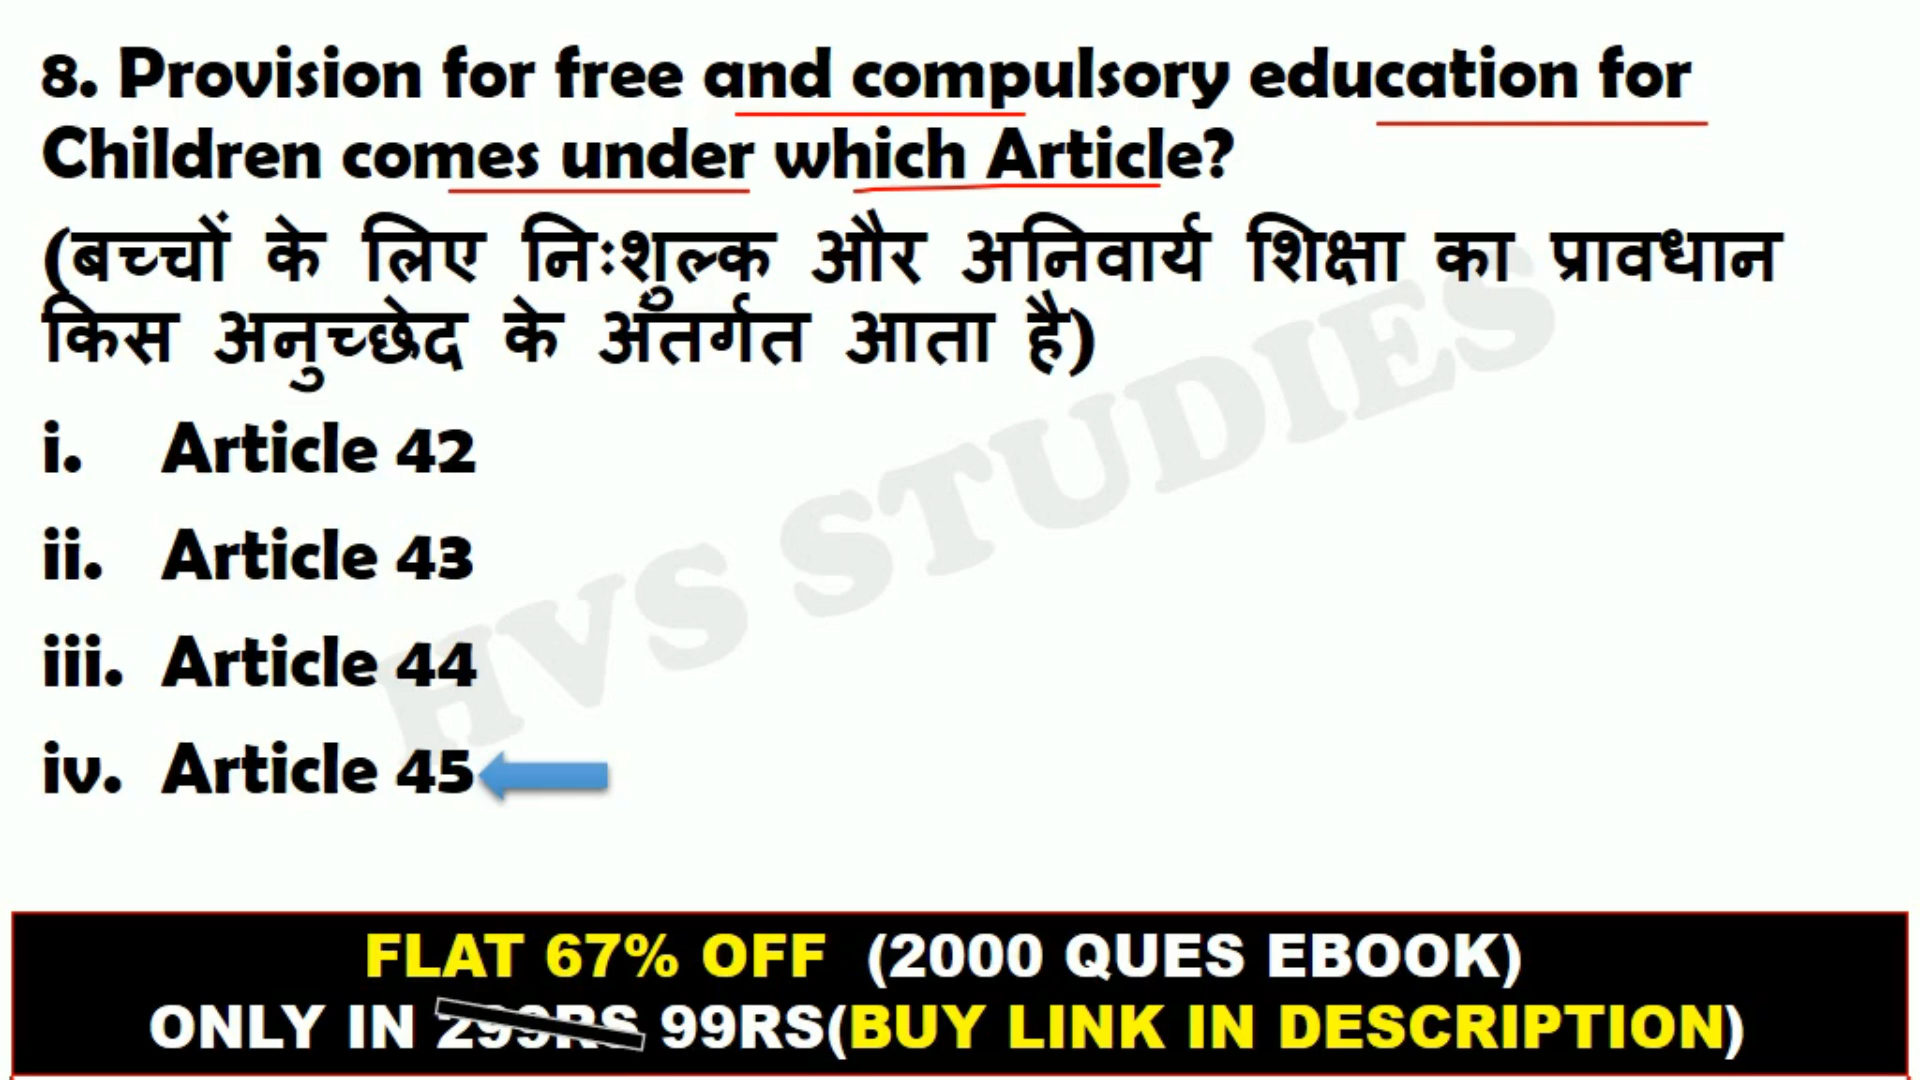 8. Provision for free and compulsory education for
Children comes under which Article?
(बच्चों के लिए निःशुल्क और अनिवार्य शिक्षा का प्रावधान
किस अनुच्छेद के अंतर्गत आता है)
i. Article 42
ii. Article 43
iii. Article 44
iv. Article 45
HVS STUDIES
FLAT 67% OFF (2000 QUES EBOOK)
ONLY IN 299RS 99RS(BUY LINK IN DESCRIPTION)